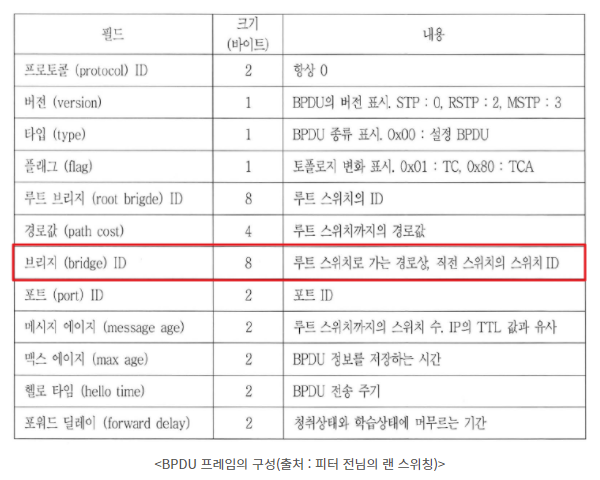 필드 크기 (바이트) 내용
프로토콜 (protocol) ID 2 항상 0
버전 (version) 1 BPDU의 버전 표시. STP : 0, RSTP : 2, MSTP : 3
타입 (type) 1 BPDU 종류 표시. 0x00 : 설정 BPDU
플래그 (flag) 1 토폴로지 변화 표시. 0x01 : TC, 0x80 : TCA
루트 브리지 (root brigde) ID 8 루트 스위치의 ID
경로값 (path cost) 4 루트 스위치까지의 경로값
브리지 (bridge) ID 8 루트 스위치로 가는 경로상, 직전 스위치의 스위치 ID
포트 (port) ID 2 포트 ID
메시지 에이지 (message age) 2 루트 스위치까지의 스위치 수. IP의 TTL 값과 유사
맥스 에이지 (max age) 2 BPDU 정보를 저장하는 시간
헬로 타임 (hello time) 2 BPDU 전송 주기
포워드 딜레이 (forward delay) 2 청취상태와 학습상태에 머무르는 기간
<BPDU 프레임의 구성(출처 : 피터 전님의 랜 스위칭)>